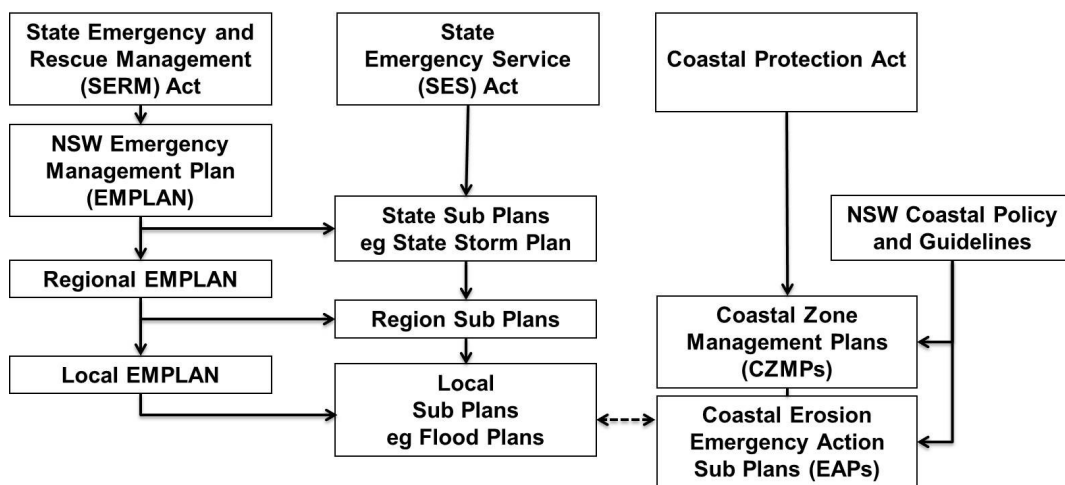 State Emergency and
Rescue Management
(SERM) Act
State
Emergency Service
(SES) Act
Coastal Protection Act
NSW Emergency
Management Plan
(EMPLAN)
State Sub Plans
eg State Storm Plan
NSW Coastal Policy
and Guidelines
Regional EMPLAN
Region Sub Plans
Coastal Zone
Management Plans
(CZMPs)
Local EMPLAN
Local
Sub Plans
eg Flood Plans
Coastal Erosion
Emergency Action
Sub Plans (EAPs)